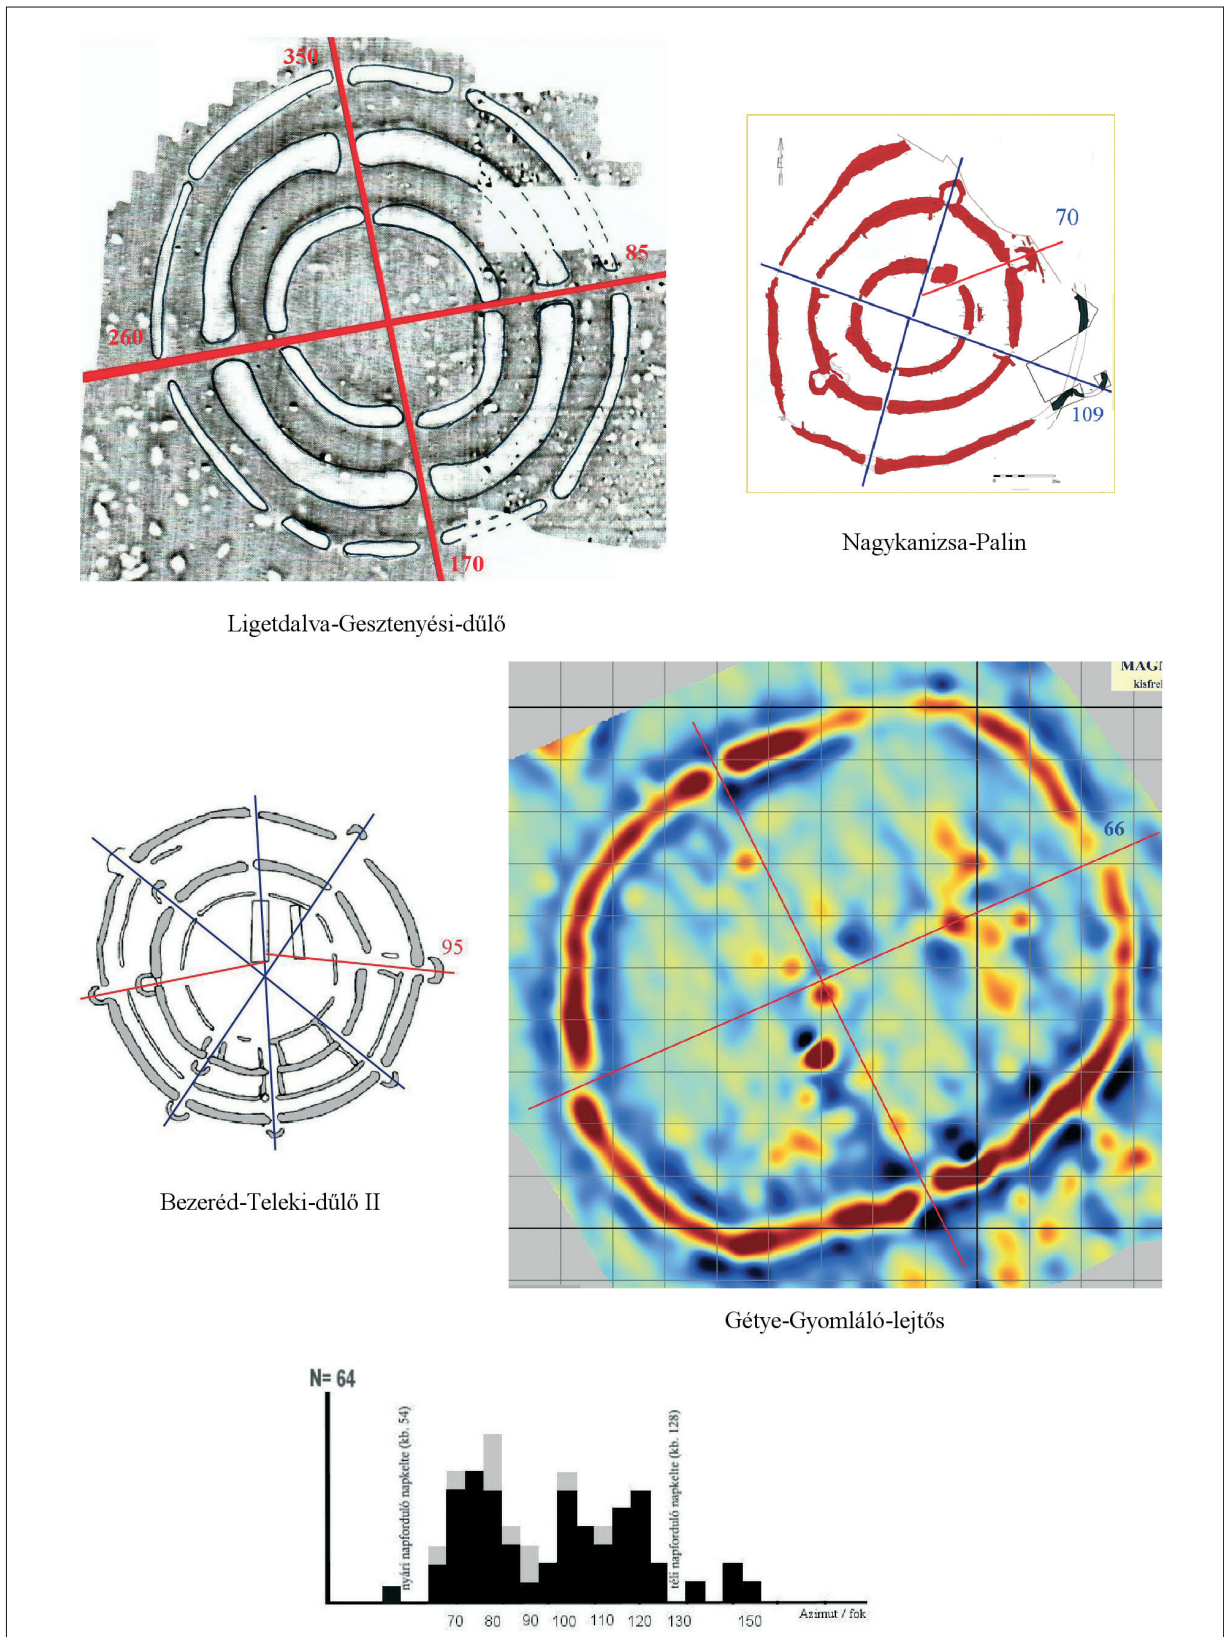 350
85
260
170
Ligetdalva-Gesztenyési-dűlő
70
109
Nagykanizsa-Palin
95
Bezeréd-Teleki-dűlő II
MAG
kisfre
66
Gétye-Gyomláló-lejtős
N= 64
nyári napforduló napkelte (kb. 54)
téli napforduló napkelte (kb. 128)
70 80 90 100 110 120 130 150
Azimut / fok